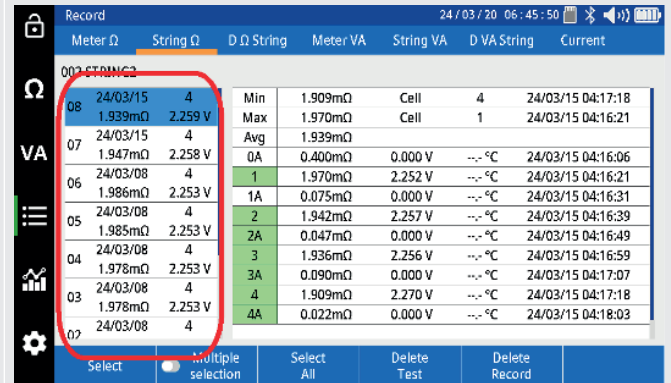 Record 24/03/20 06:45:50
Meter Ω String Ω D Ω String Meter VA String VA D VA String Current
002 STRING2
Ω
VA
08 24/03/15 4
1.939mΩ 2.259 V
07 24/03/15 4
1.947mΩ 2.258 V
06 24/03/08 4
1.986mΩ 2.253 V
05 24/03/08 4
1.985mΩ 2.253 V
04 24/03/08 4
1.978mΩ 2.253 V
03 24/03/08 4
1.978mΩ 2.253 V
02 24/03/08 4
Min 1.909mΩ Cell 4 24/03/15 04:17:18
Max 1.970mΩ Cell 1 24/03/15 04:16:21
Avg 1.939mΩ
0A 0.400mΩ 0.000 V --.- °C 24/03/15 04:16:06
1 1.970mΩ 2.252 V --.- °C 24/03/15 04:16:21
1A 0.075mΩ 0.000 V --.- °C 24/03/15 04:16:31
2 1.942mΩ 2.257 V --.- °C 24/03/15 04:16:39
2A 0.047mΩ 0.000 V --.- °C 24/03/15 04:16:49
3 1.936mΩ 2.256 V --.- °C 24/03/15 04:16:59
3A 0.090mΩ 0.000 V --.- °C 24/03/15 04:17:07
4 1.909mΩ 2.270 V --.- °C 24/03/15 04:17:18
4A 0.022mΩ 0.000 V --.- °C 24/03/15 04:18:03
Select
Multiple
selection
Select
All
Delete
Test
Delete
Record